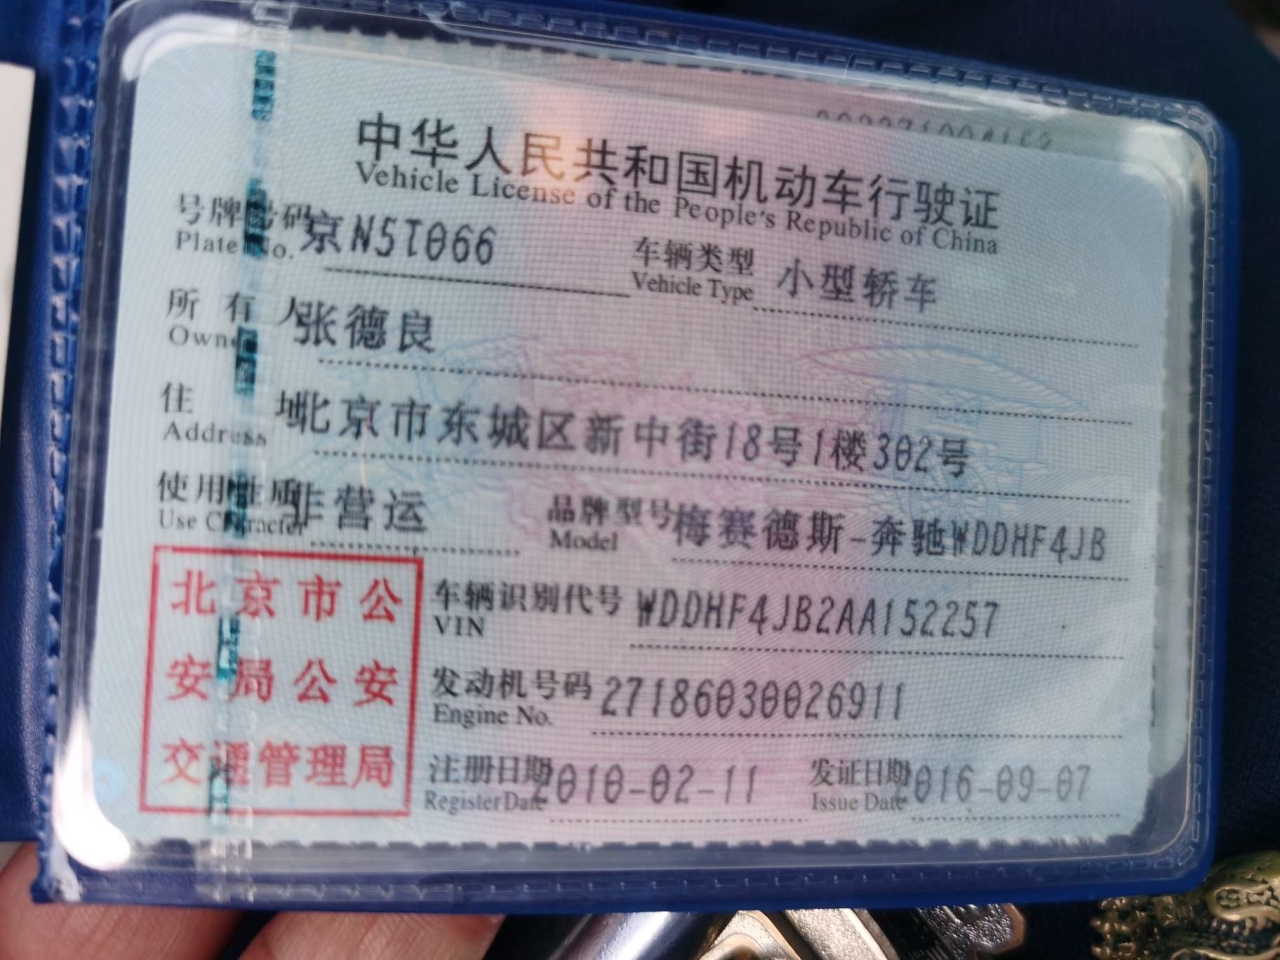 中华人民共和国机动车行驶证
Vehicle License of the People's Republic of China
号牌号码 京N5T066 车辆类型 小型轿车
Plate No. Vehicle Type
所有人 张德良
Owner
住址 北京市东城区新中街18号1楼302号
Address
使用性质 非营运 品牌型号 梅赛德斯-奔驰WDDHF4JB
Use Character Model
北京市公
安局公安
交通管理局
车辆识别代号 WDDHF4JB2AA152257
VIN
发动机号码 27186030026911
Engine No.
注册日期 2010-02-11 发证日期 2016-09-07
Register Date Issue Date